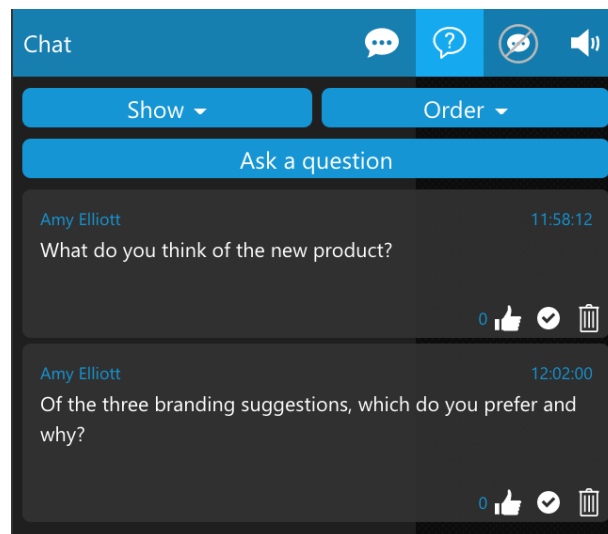 Chat
Show
Order
Ask a question
Amy Elliott
11:58:12
What do you think of the new product?
0
Amy Elliott
12:02:00
Of the three branding suggestions, which do you prefer and
why?
0